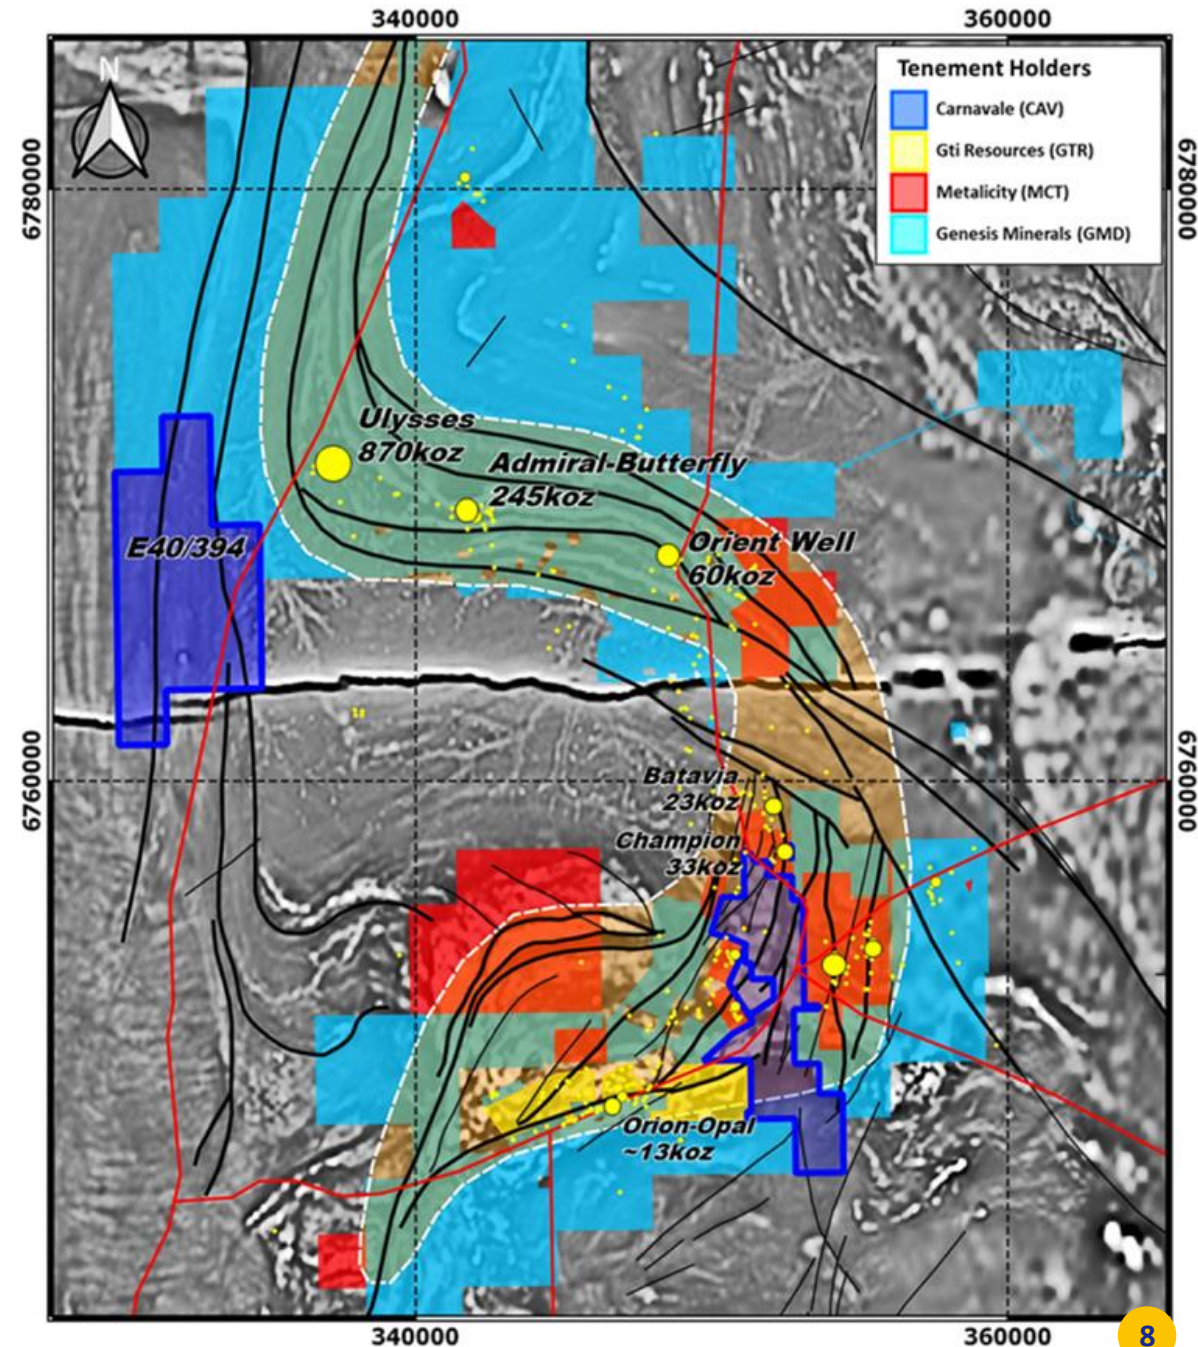 340000
360000
N
Tenement Holders
Carnavale (CAV)
Gti Resources (GTR)
Metalicity (MCT)
Genesis Minerals (GMD)
6780000
6780000
Ulysses
870koz
Admiral-Butterfly
245koz
E40/394
Orient Well
60koz
6760000
6760000
Batavia
23koz
Champion
33koz
Orion-Opal
~13koz
340000
360000
8